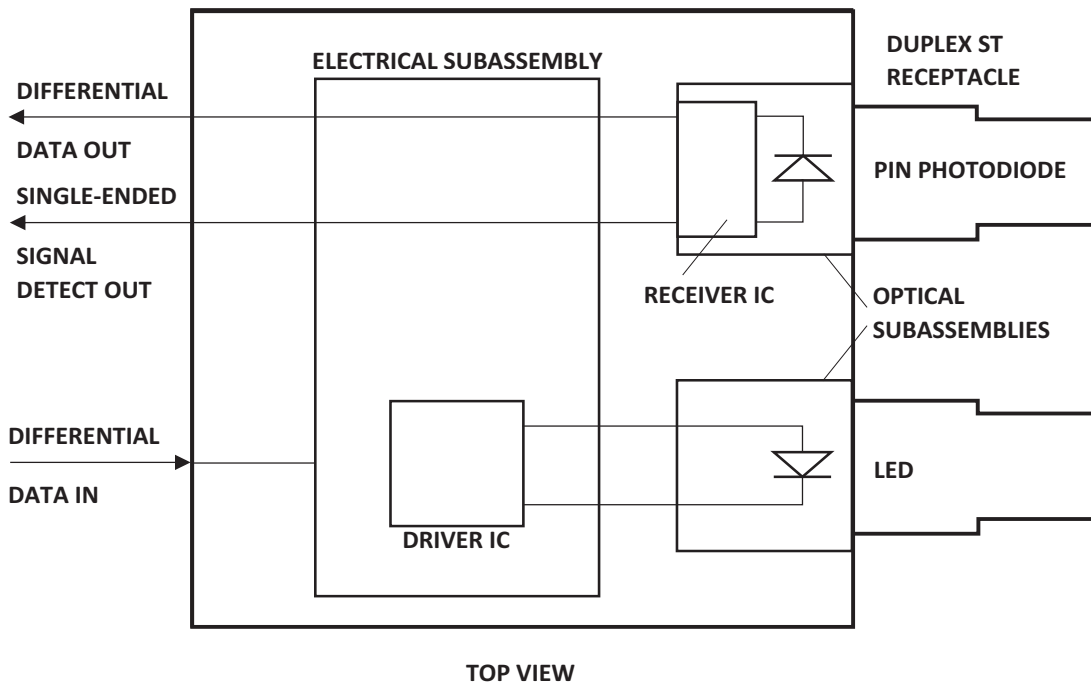 ELECTRICAL SUBASSEMBLY
DUPLEX ST
RECEPTACLE
DIFFERENTIAL
DATA OUT
SINGLE-ENDED
SIGNAL
DETECT OUT
PIN PHOTODIODE
RECEIVER IC
OPTICAL
SUBASSEMBLIES
DIFFERENTIAL
DATA IN
DRIVER IC
LED
TOP VIEW